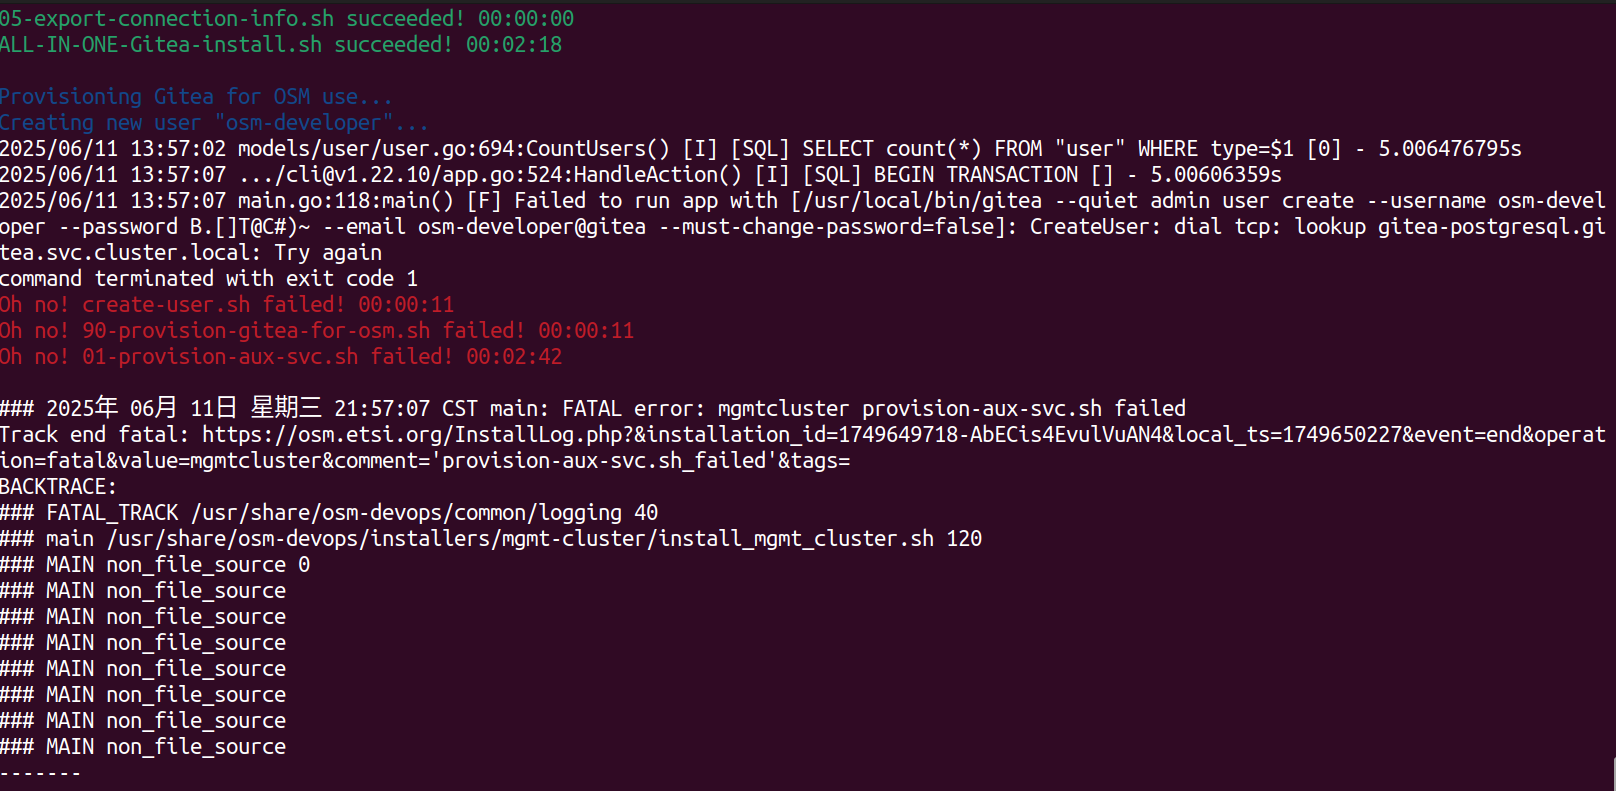 05-export-connection-info.sh succeeded! 00:00:00
ALL-IN-ONE-Gitea-install.sh succeeded! 00:02:18
Provisioning Gitea for OSM use...
Creating new user "osm-developer"...
2025/06/11 13:57:02 models/user/user.go:694:CountUsers() [I] [SQL] SELECT count(*) FROM "user" WHERE type=$1 [0] - 5.006476795s
2025/06/11 13:57:07 .../cli@v1.22.10/app.go:524:HandleAction() [I] [SQL] BEGIN TRANSACTION [] - 5.00606359s
2025/06/11 13:57:07 main.go:118:main() [F] Failed to run app with [/usr/local/bin/gitea --quiet admin user create --username osm-devel
oper --password B.[]T@C#)~ --email osm-developer@gitea --must-change-password=false]: CreateUser: dial tcp: lookup gitea-postgresql.gi
tea.svc.cluster.local: Try again
command terminated with exit code 1
Oh no! create-user.sh failed! 00:00:11
Oh no! 90-provision-gitea-for-osm.sh failed! 00:00:11
Oh no! 01-provision-aux-svc.sh failed! 00:02:42
### 2025年 06月 11日 星期三 21:57:07 CST main: FATAL error: mgmtcluster provision-aux-svc.sh failed
Track end fatal: https://osm.etsi.org/InstallLog.php?&installation_id=1749649718-AbECis4EvulVuAN4&local_ts=1749650227&event=end&operat
ion=fatal&value=mgmtcluster&comment='provision-aux-svc.sh_failed'&tags=
BACKTRACE:
### FATAL_TRACK /usr/share/osm-devops/common/logging 40
### main /usr/share/osm-devops/installers/mgmt-cluster/install_mgmt_cluster.sh 120
### MAIN non_file_source 0
### MAIN non_file_source
### MAIN non_file_source
### MAIN non_file_source
### MAIN non_file_source
### MAIN non_file_source
### MAIN non_file_source
### MAIN non_file_source
-------